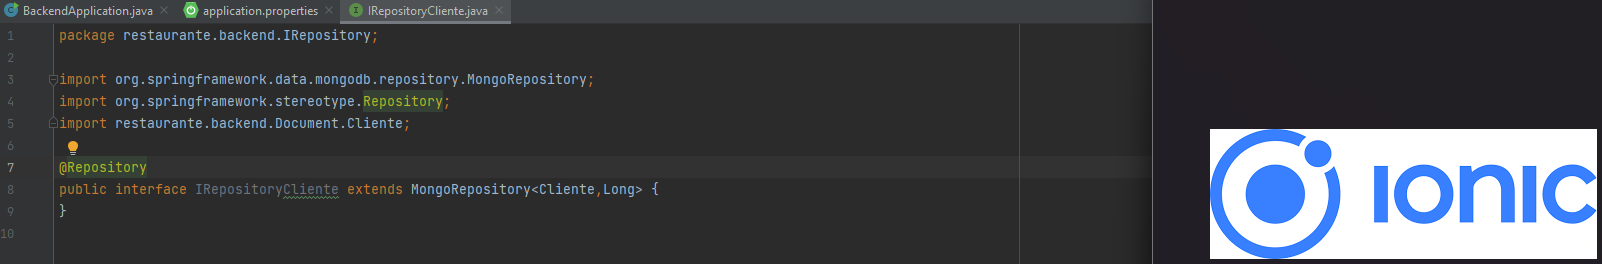 BackendApplication.java
application.properties
IRepositoryCliente.java
1 package restaurante.backend.IRepository;
2
3 import org.springframework.data.mongodb.repository.MongoRepository;
4 import org.springframework.stereotype.Repository;
5 import restaurante.backend.Document.Cliente;
6
7 @Repository
8 public interface IRepositoryCliente extends MongoRepository<Cliente,Long> {
9 }
10
IONIC